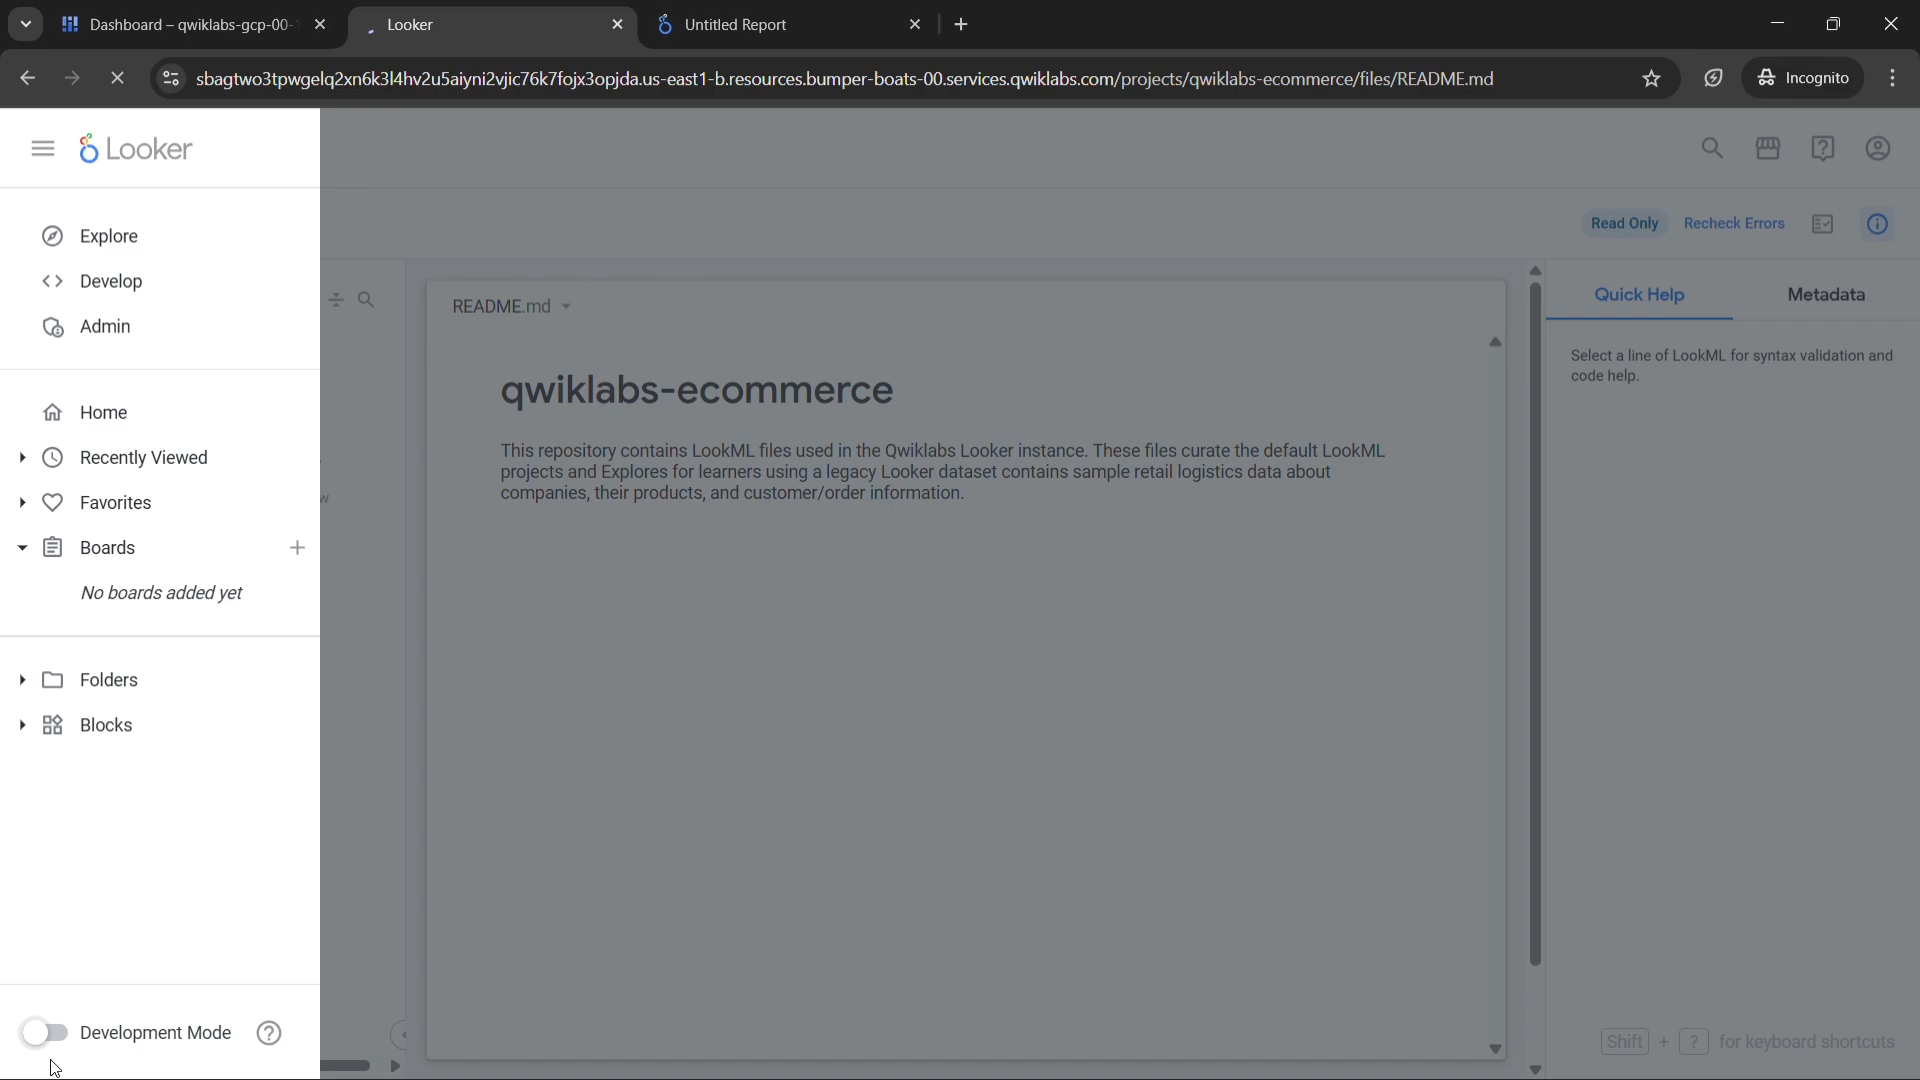 Dashboard – qwiklabs-gcp-00-
Looker
Untitled Report
sbagtwo3tpwgelq2xn6k3l4hv2u5aiyni2vjic76k7fojx3opjda.us-east1-b.resources.bumper-boats-00.services.qwiklabs.com/projects/qwiklabs-ecommerce/files/README.md
Incognito
Looker
Explore
Develop
Admin
Home
Recently Viewed
Favorites
Boards
No boards added yet
Folders
Blocks
Development Mode
Read Only
Recheck Errors
README.md
qwiklabs-ecommerce
This repository contains LookML files used in the Qwiklabs Looker instance. These files curate the default LookML
projects and Explores for learners using a legacy Looker dataset contains sample retail logistics data about
companies, their products, and customer/order information.
Quick Help
Metadata
Select a line of LookML for syntax validation and
code help.
Shift + ? for keyboard shortcuts